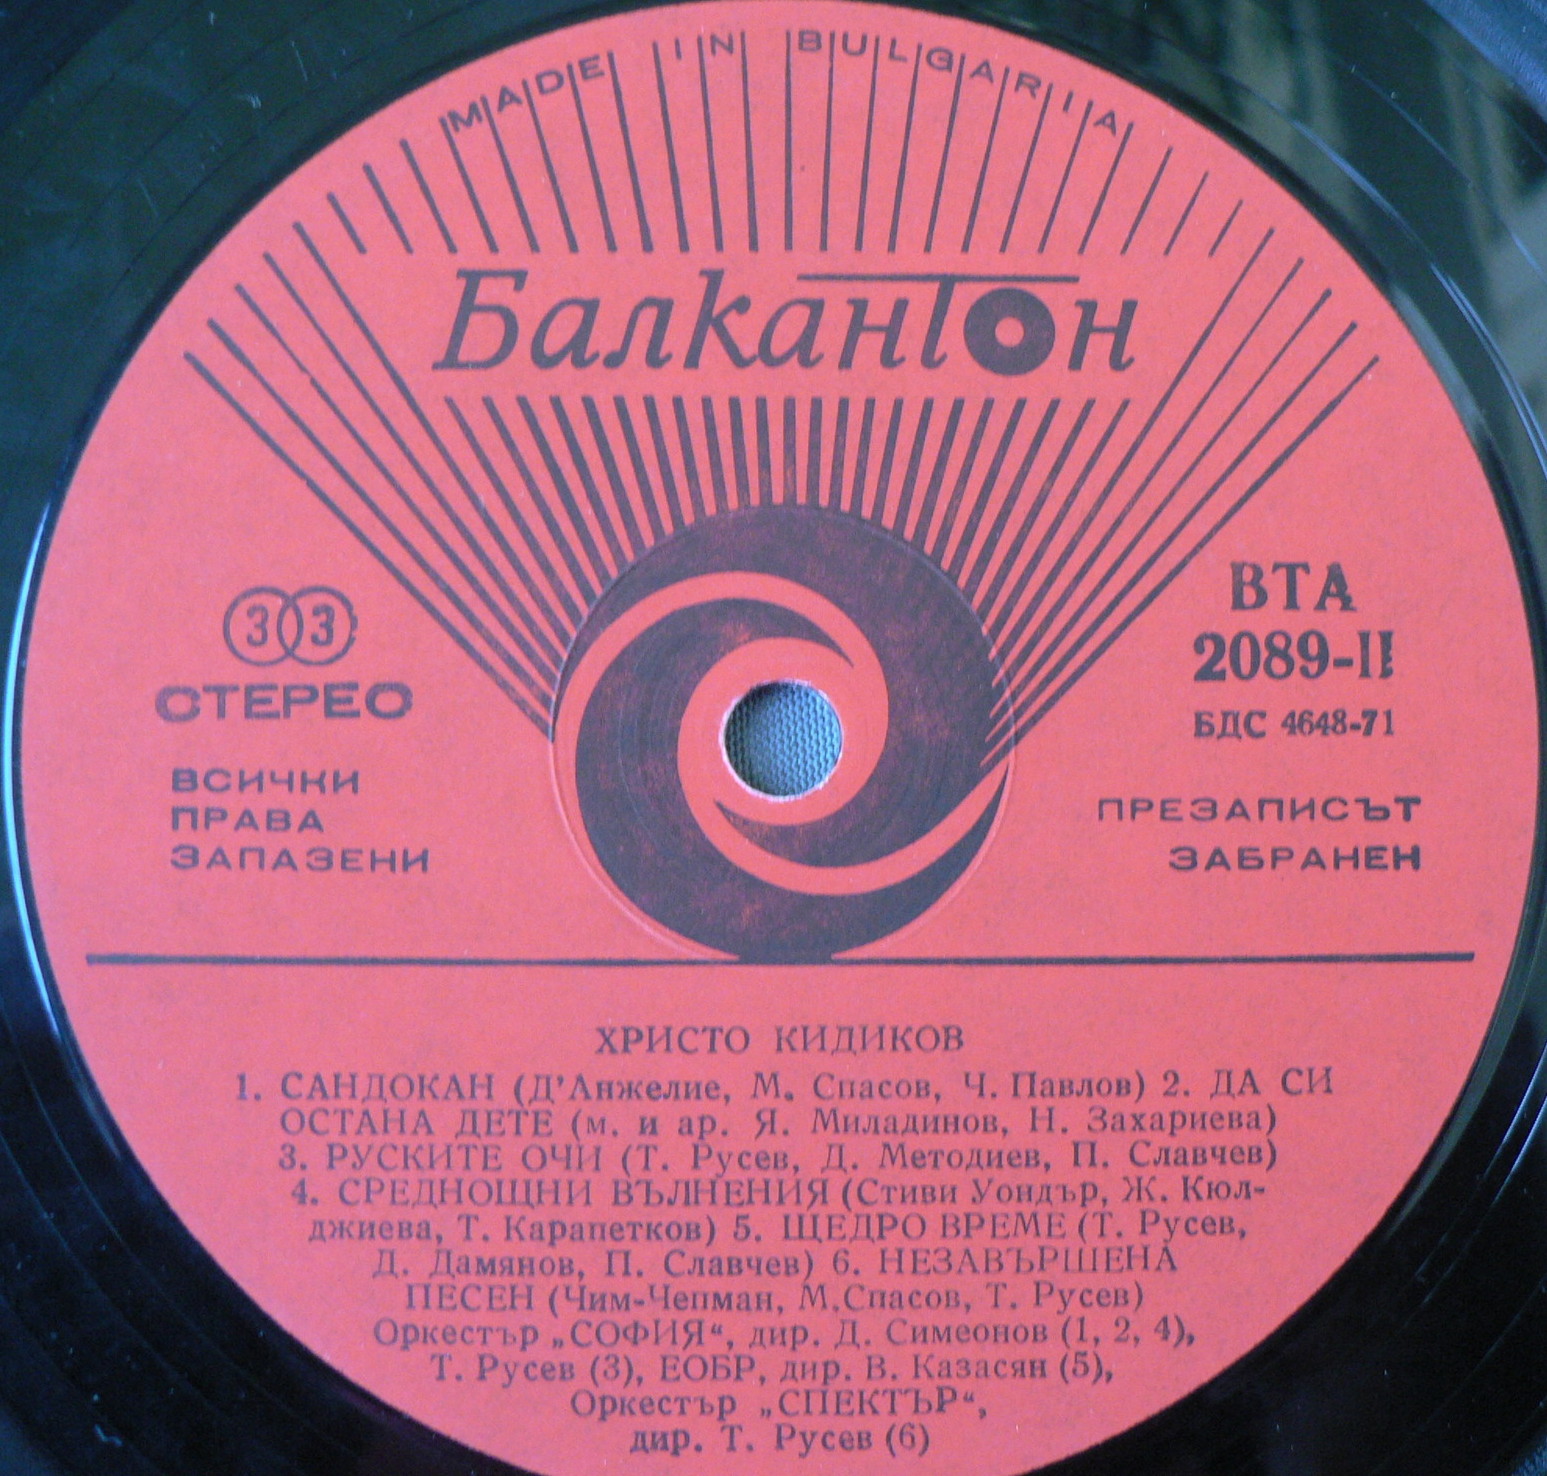 MADE IN BULGARIA
Балкантон
33
СТЕРЕО
ВСИЧКИ
ПРАВА
ЗАПАЗЕНИ
ВТА
2089-II
БДС 4648-71
ПРЕЗАПИСЪТ
ЗАБРАНЕН
ХРИСТО КИДИКОВ
1. САНДОКАН (Д'Анжелие, М. Спасов, Ч. Павлов) 2. ДА СИ
ОСТАНА ДЕТЕ (м. и ар. Я. Миладинов, Н. Захариева)
3. РУСКИТЕ ОЧИ (Т. Русев, Д. Методиев, П. Славчев)
4. СРЕДНОЩНИ ВЪЛНЕНИЯ (Стиви Уондър, Ж. Кюл-
джиева, Т. Карапетков) 5. ЩЕДРО ВРЕМЕ (Т. Русев,
Д. Дамянов, П. Славчев) 6. НЕЗАВЪРШЕНА
ПЕСЕН (Чим-Чепман, М.Спасов, Т. Русев)
Оркестър „СОФИЯ“, дир. Д. Симеонов (1, 2, 4),
Т. Русев (3), ЕОБР, дир. В. Казасян (5),
Оркестър „СПЕКТЪР“,
дир. Т. Русев (6)